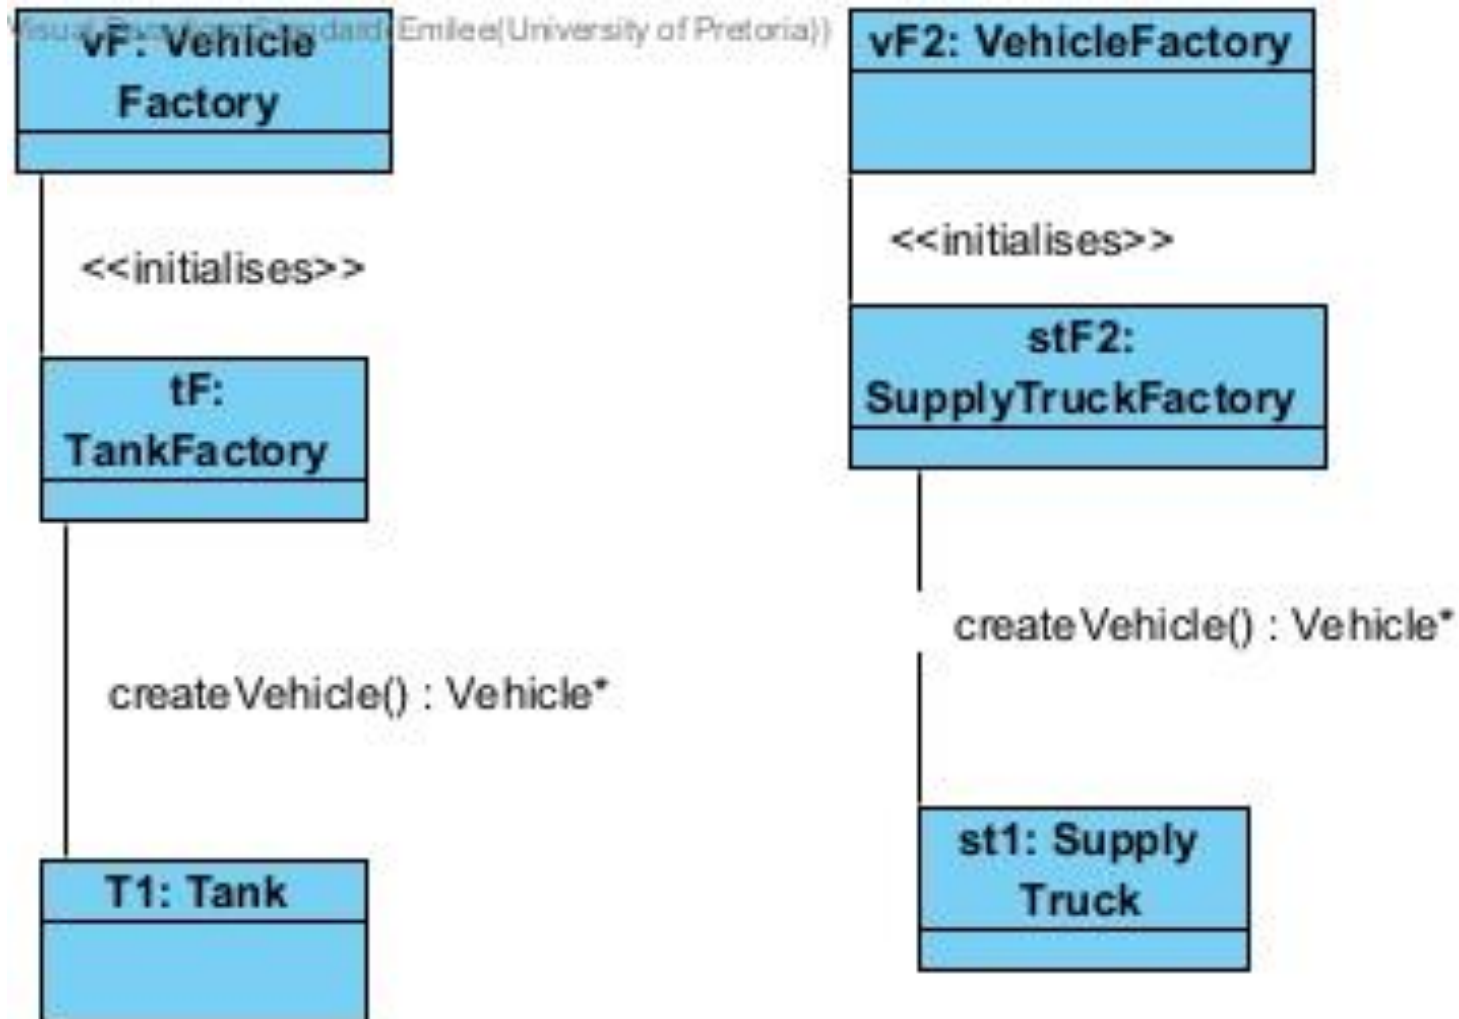 Emilee(University of Pretoria))
vF: Vehicle
Factory
<<initialises>>
tF:
TankFactory
createVehicle() : Vehicle*
T1: Tank
vF2: VehicleFactory
<<initialises>>
stF2:
SupplyTruckFactory
createVehicle() : Vehicle*
st1: Supply
Truck